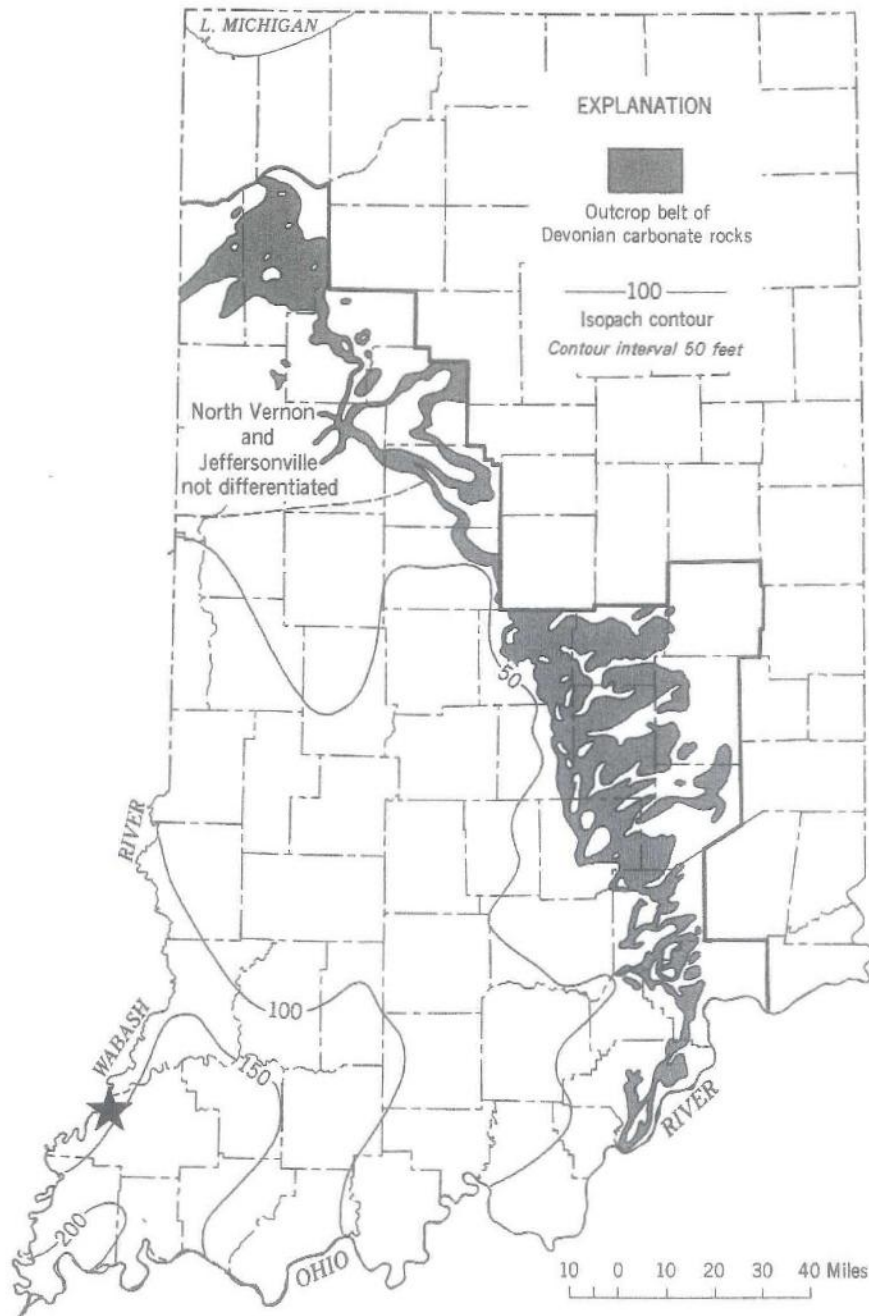 L. MICHIGAN
EXPLANATION
Outcrop belt of
Devonian carbonate rocks
100
Isopach contour
Contour interval 50 feet
North Vernon
and
Jeffersonville
not differentiated
50
RIVER
100
WABASH
150
RIVER
200
OHIO
10 0 10 20 30 40 Miles